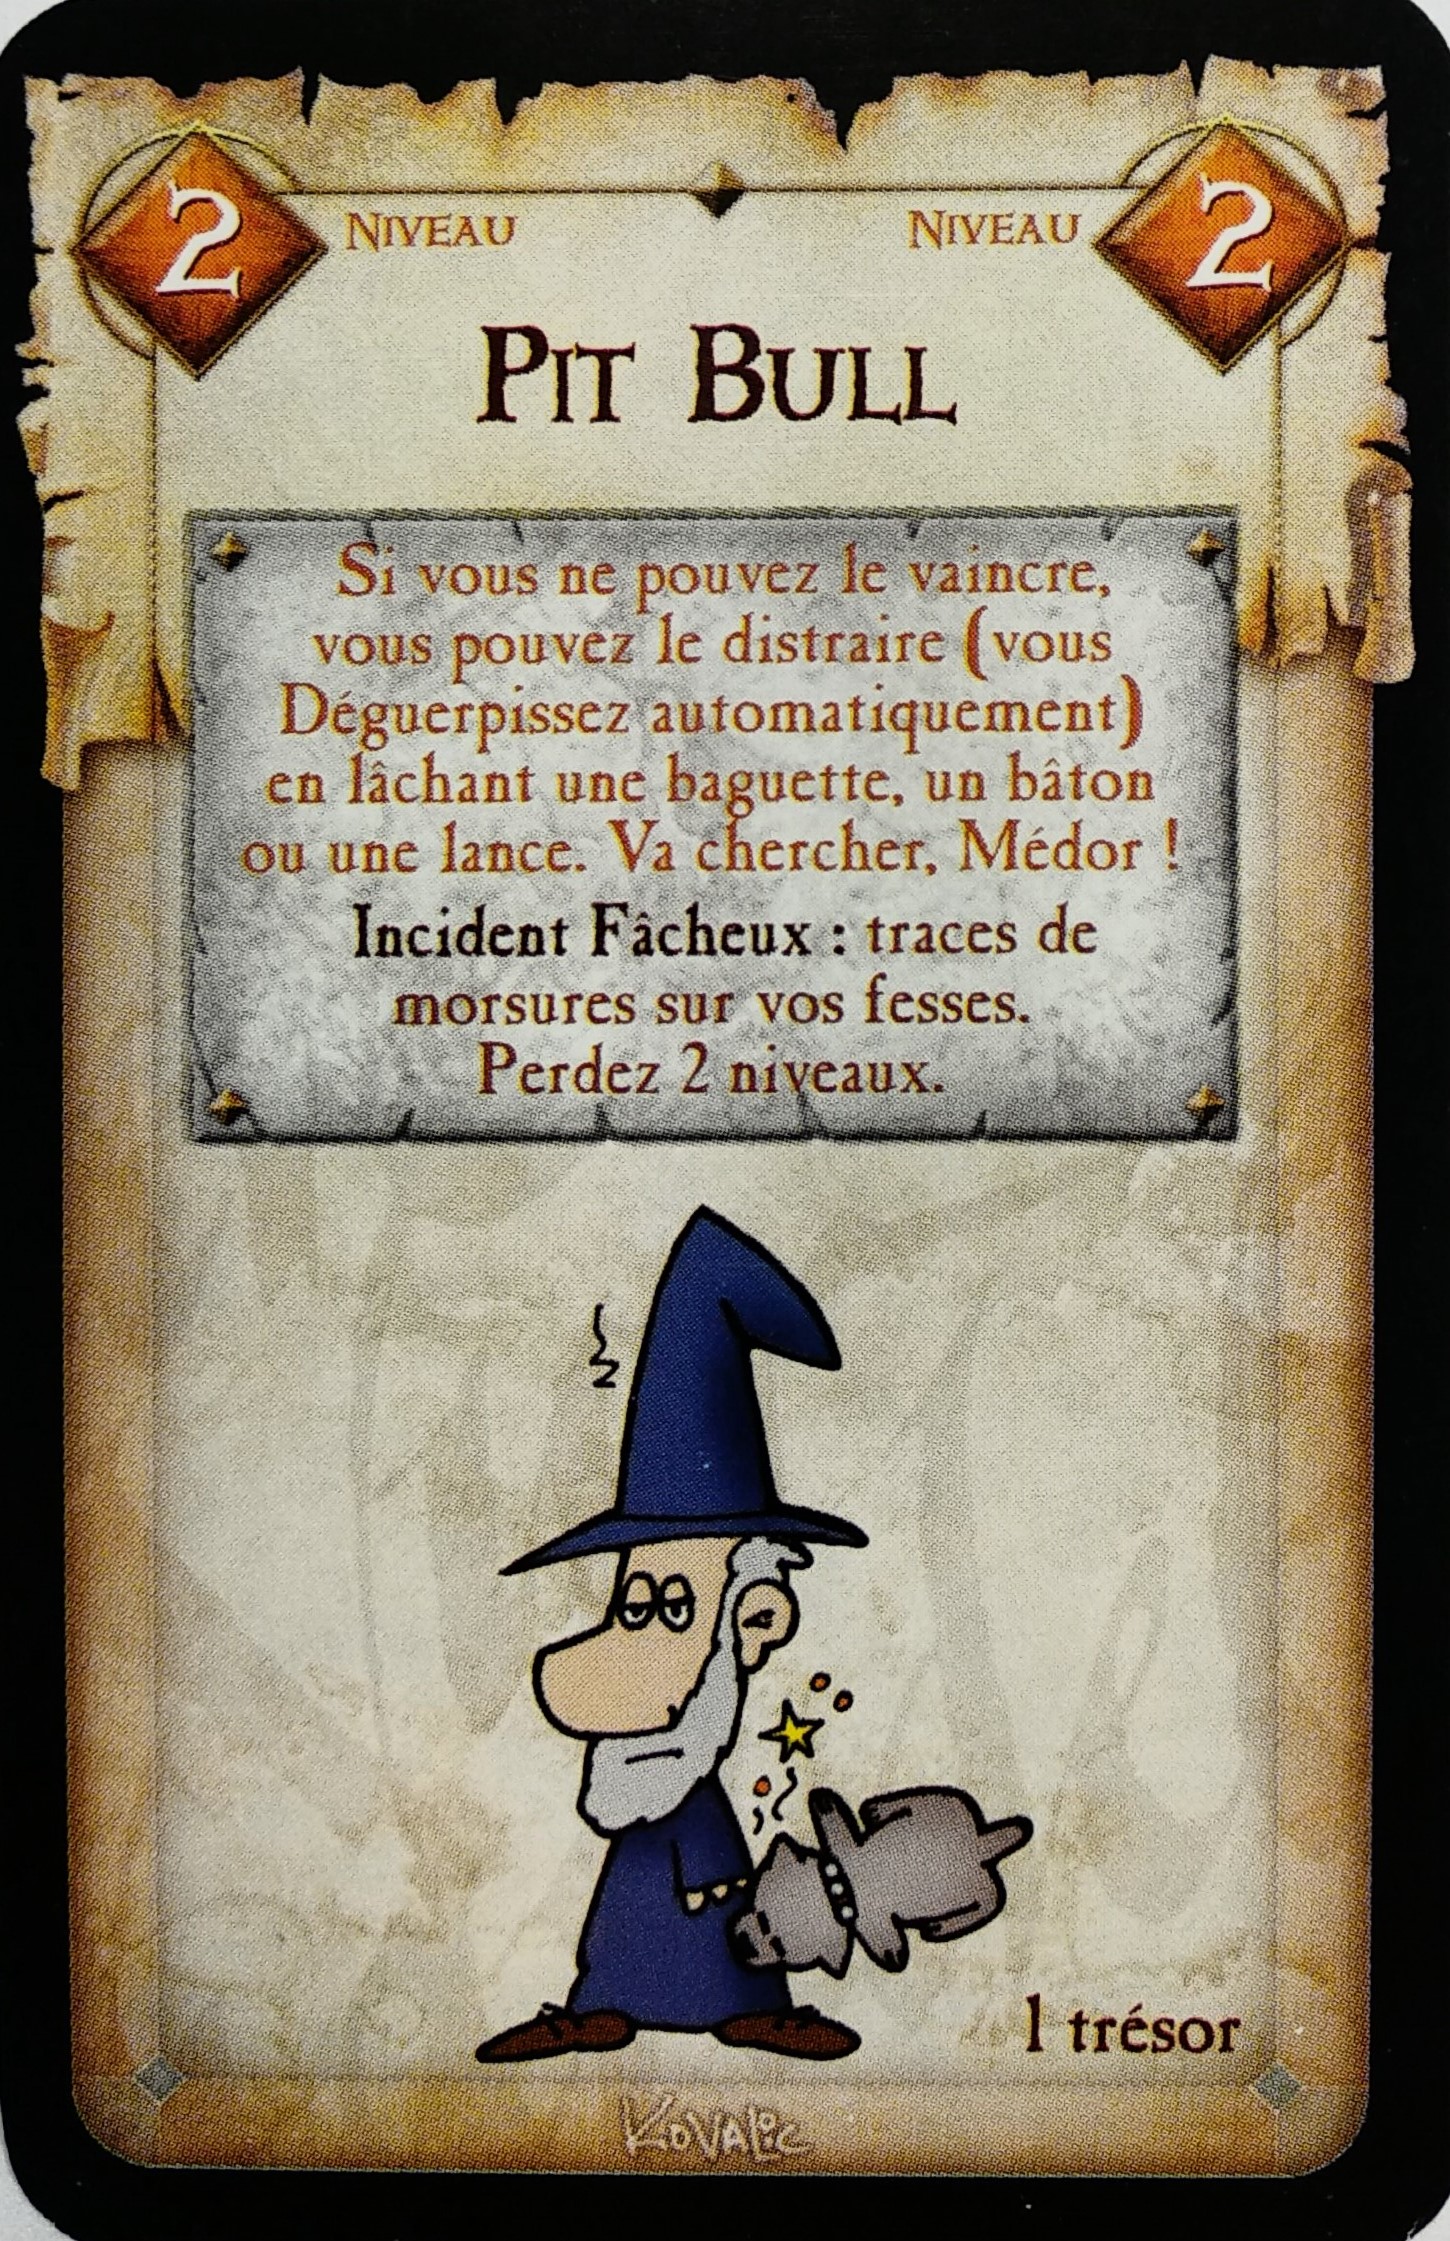 2 Niveau Niveau 2
Pit Bull
Si vous ne pouvez le vaincre,
vous pouvez le distraire (vous
Déguerpissez automatiquement)
en lâchant une baguette, un bâton
ou une lance. Va chercher, Médor !
Incident Fâcheux : traces de
morsures sur vos fesses.
Perdez 2 niveaux.
1 trésor
Kovalic